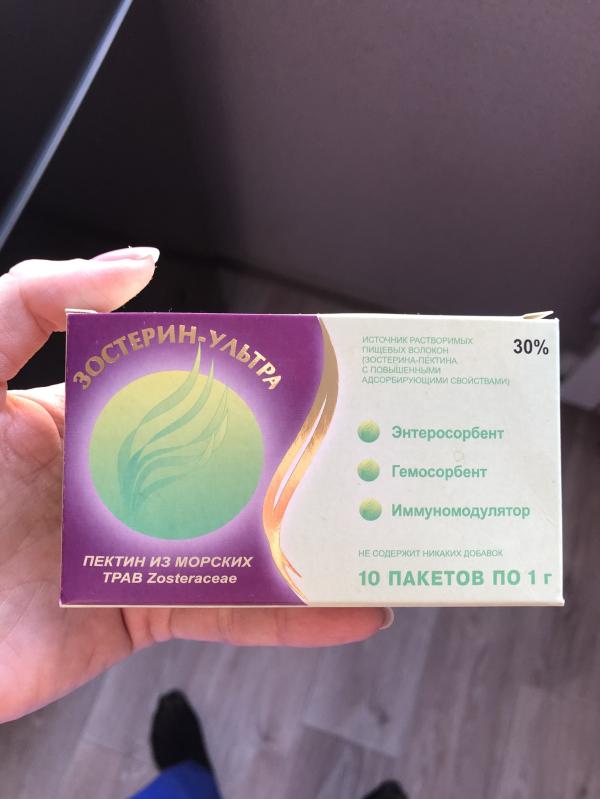 ЗОСТЕРИН-УЛЬТРА
ПЕКТИН ИЗ МОРСКИХ
ТРАВ Zosteraceae
ИСТОЧНИК РАСТВОРИМЫХ
ПИЩЕВЫХ ВОЛОКОН
(ЗОСТЕРИНА-ПЕКТИНА
С ПОВЫШЕННЫМИ
АДСОРБИРУЮЩИМИ СВОЙСТВАМИ)
30%
Энтеросорбент
Гемосорбент
Иммуномодулятор
НЕ СОДЕРЖИТ НИКАКИХ ДОБАВОК
10 ПАКЕТОВ ПО 1 г